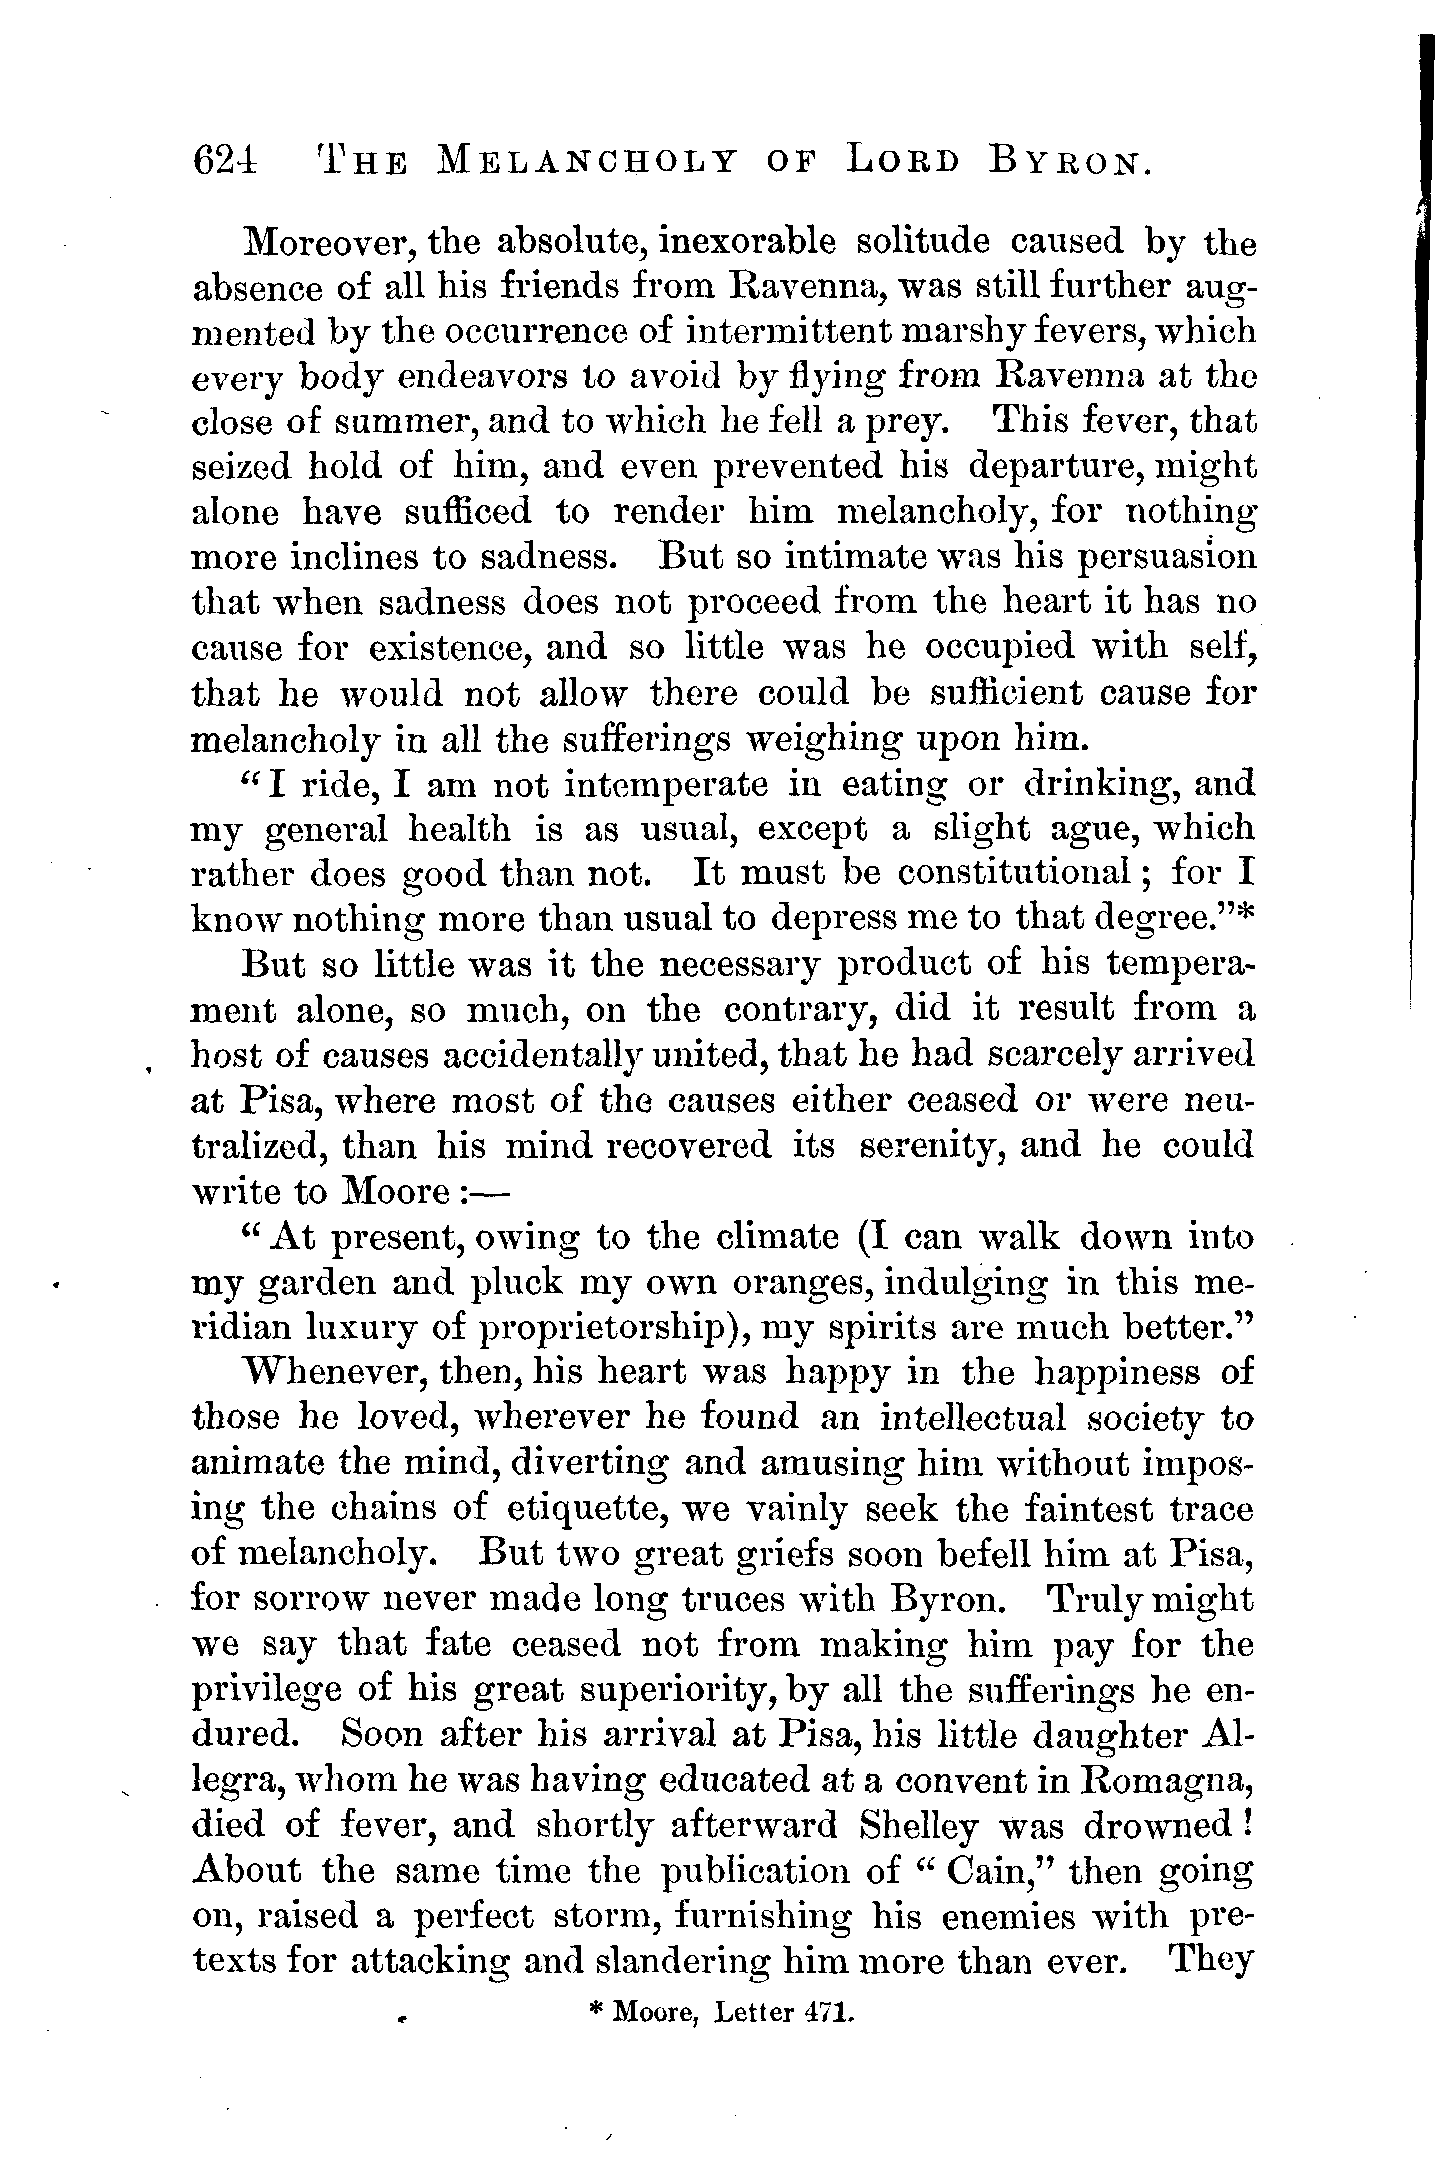 624 The Melancholy of Lord Byron.
Moreover, the absolute, inexorable solitude caused by the
absence of all his friends from Ravenna, was still further aug-
mented by the occurrence of intermittent marshy fevers, which
every body endeavors to avoid by flying from Ravenna at the
close of summer, and to which he fell a prey. This fever, that
seized hold of him, and even prevented his departure, might
alone have sufficed to render him melancholy, for nothing
more inclines to sadness. But so intimate was his persuasion
that when sadness does not proceed from the heart it has no
cause for existence, and so little was he occupied with self,
that he would not allow there could be sufficient cause for
melancholy in all the sufferings weighing upon him.
“I ride, I am not intemperate in eating or drinking, and
my general health is as usual, except a slight ague, which
rather does good than not. It must be constitutional; for I
know nothing more than usual to depress me to that degree.”*
But so little was it the necessary product of his tempera-
ment alone, so much, on the contrary, did it result from a
host of causes accidentally united, that he had scarcely arrived
at Pisa, where most of the causes either ceased or were neu-
tralized, than his mind recovered its serenity, and he could
write to Moore:—
“At present, owing to the climate (I can walk down into
my garden and pluck my own oranges, indulging in this me-
ridian luxury of proprietorship), my spirits are much better.”
Whenever, then, his heart was happy in the happiness of
those he loved, wherever he found an intellectual society to
animate the mind, diverting and amusing him without impos-
ing the chains of etiquette, we vainly seek the faintest trace
of melancholy. But two great griefs soon befell him at Pisa,
for sorrow never made long truces with Byron. Truly might
we say that fate ceased not from making him pay for the
privilege of his great superiority, by all the sufferings he en-
dured. Soon after his arrival at Pisa, his little daughter Al-
legra, whom he was having educated at a convent in Romagna,
died of fever, and shortly afterward Shelley was drowned!
About the same time the publication of “Cain,” then going
on, raised a perfect storm, furnishing his enemies with pre-
texts for attacking and slandering him more than ever. They
* Moore, Letter 471.